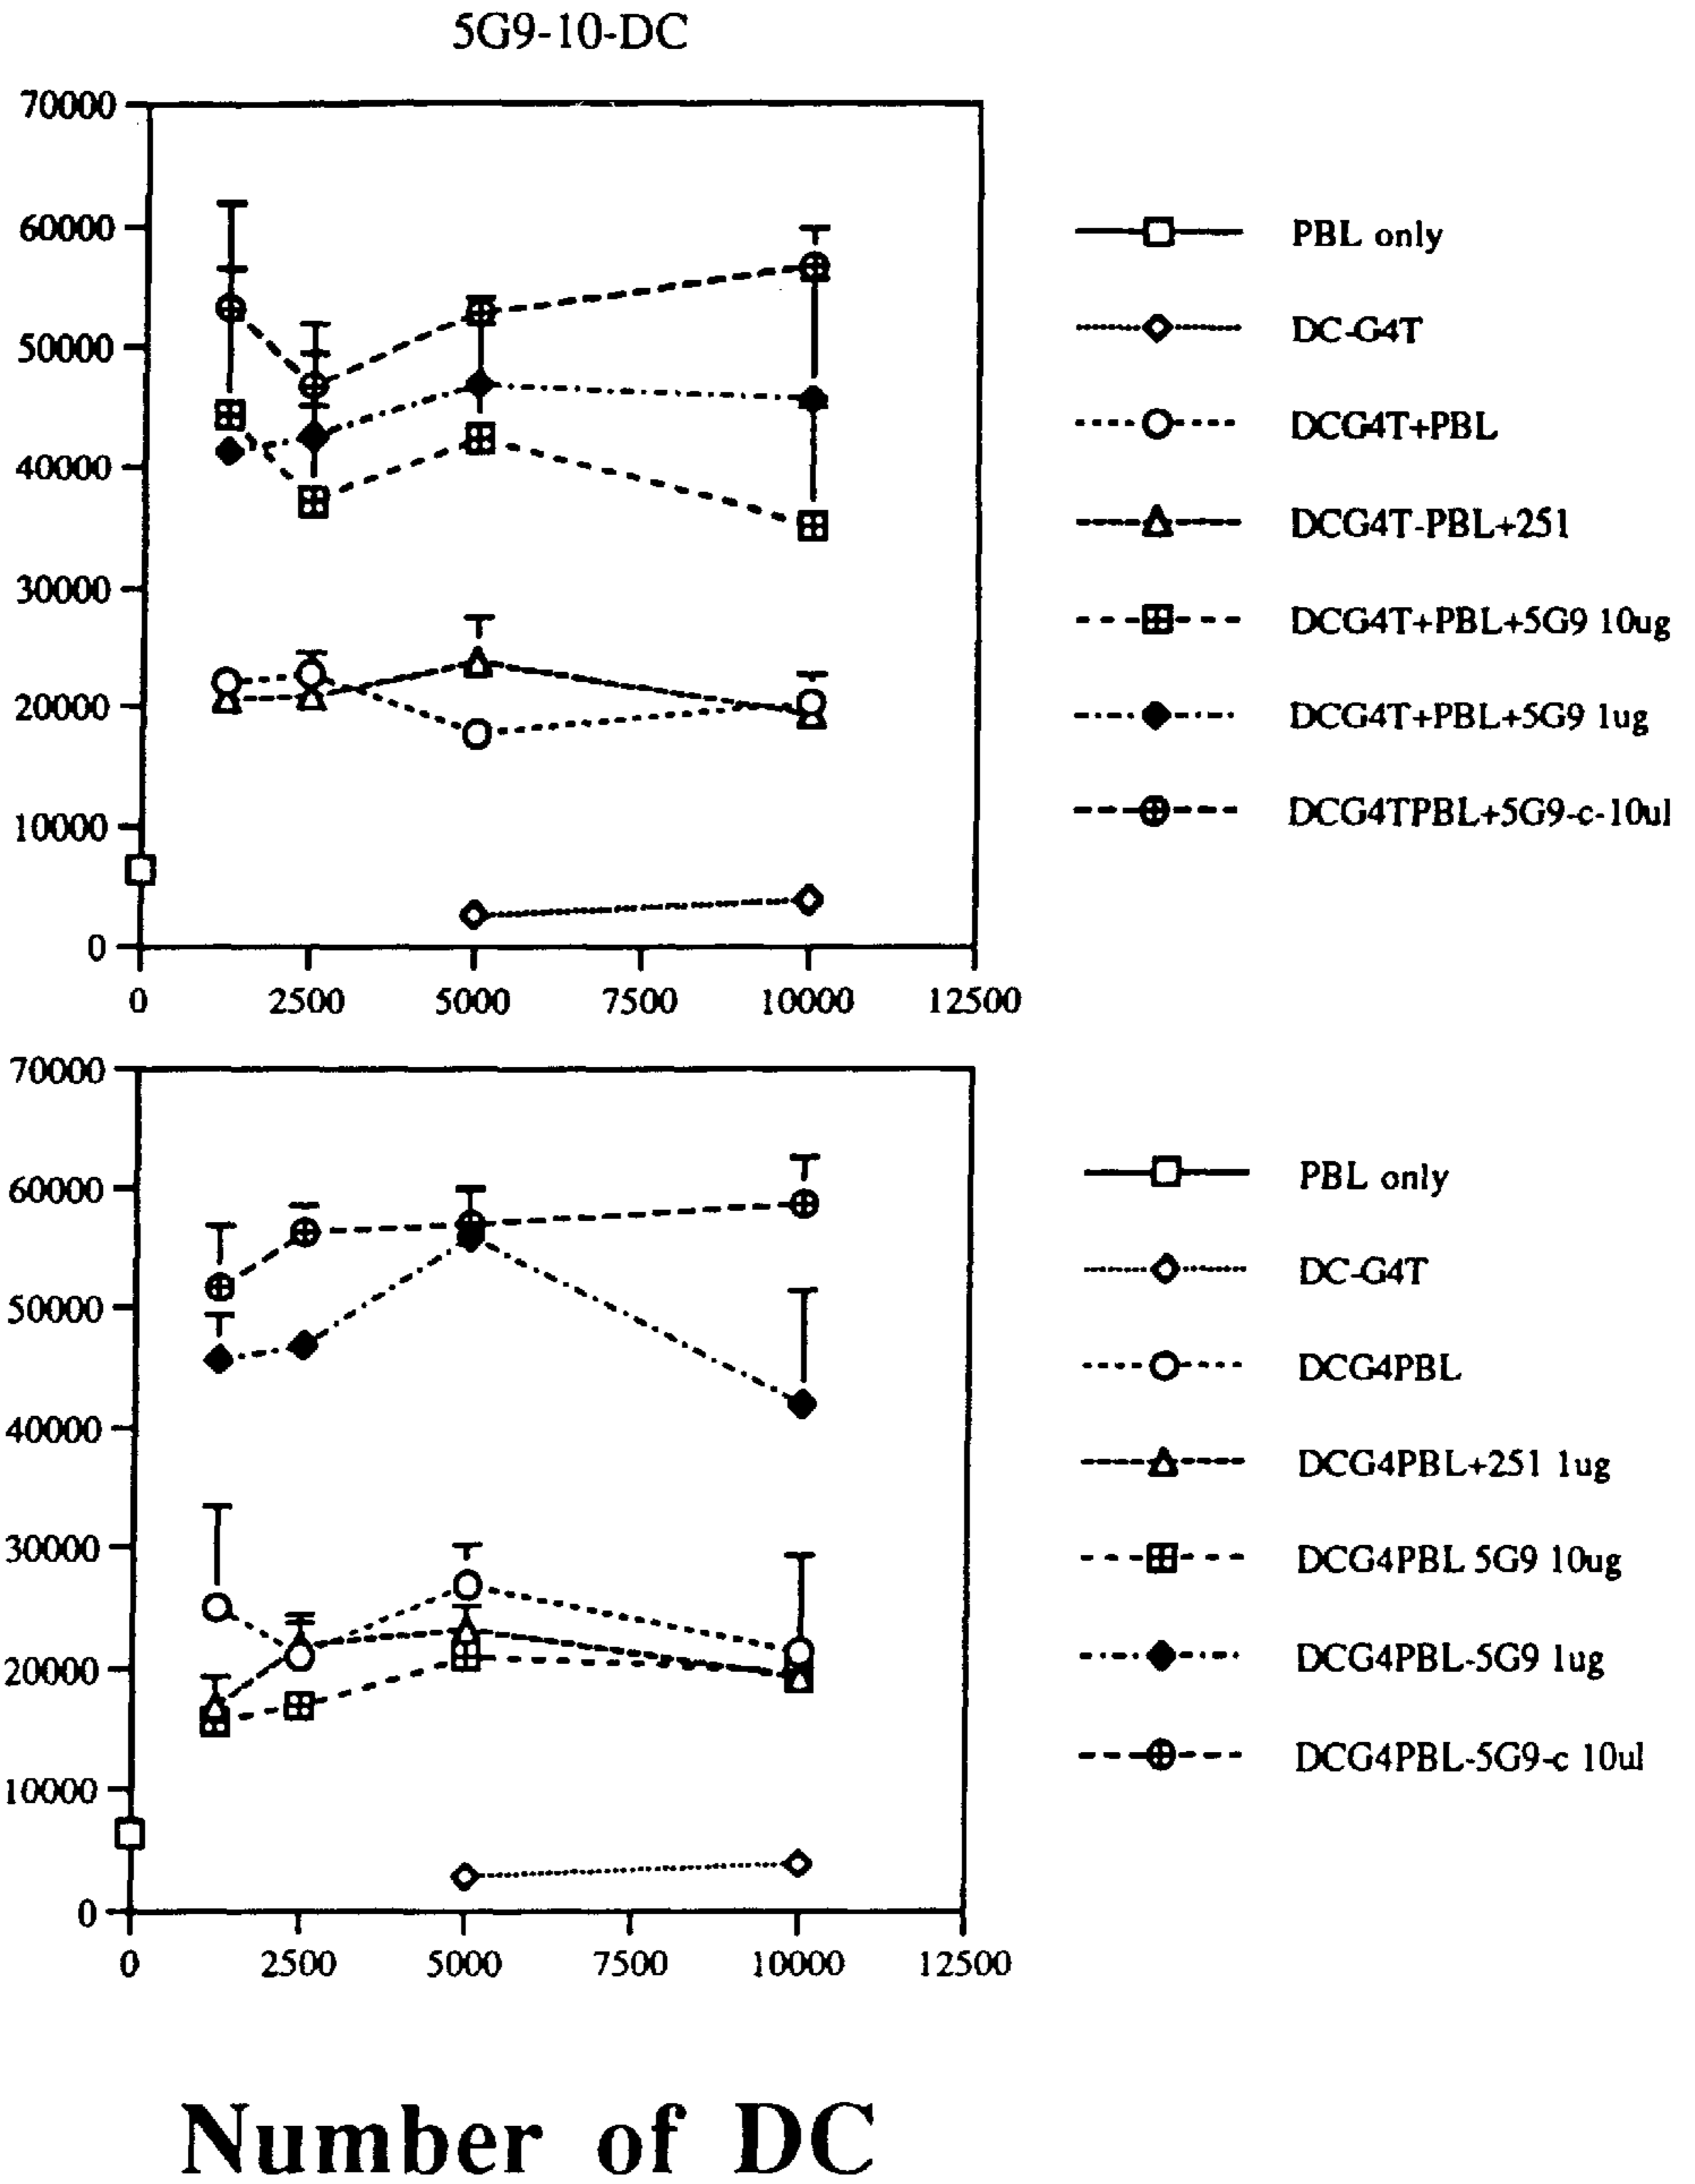 5G9-10-DC
70000
60000
50000
40000
30000
20000
10000
0
0 2500 5000 7500 10000 12500
PBL only
DC-G4T
DCG4T+PBL
DCG4T-PBL+251
DCG4T+PBL+5G9 10ug
DCG4T+PBL+5G9 1ug
DCG4TPBL+5G9-c-10ul
70000
60000
50000
40000
30000
20000
10000
0
0 2500 5000 7500 10000 12500
PBL only
DC-G4T
DCG4PBL
DCG4PBL+251 1ug
DCG4PBL 5G9 10ug
DCG4PBL-5G9 1ug
DCG4PBL-5G9-c 10ul
Number of DC